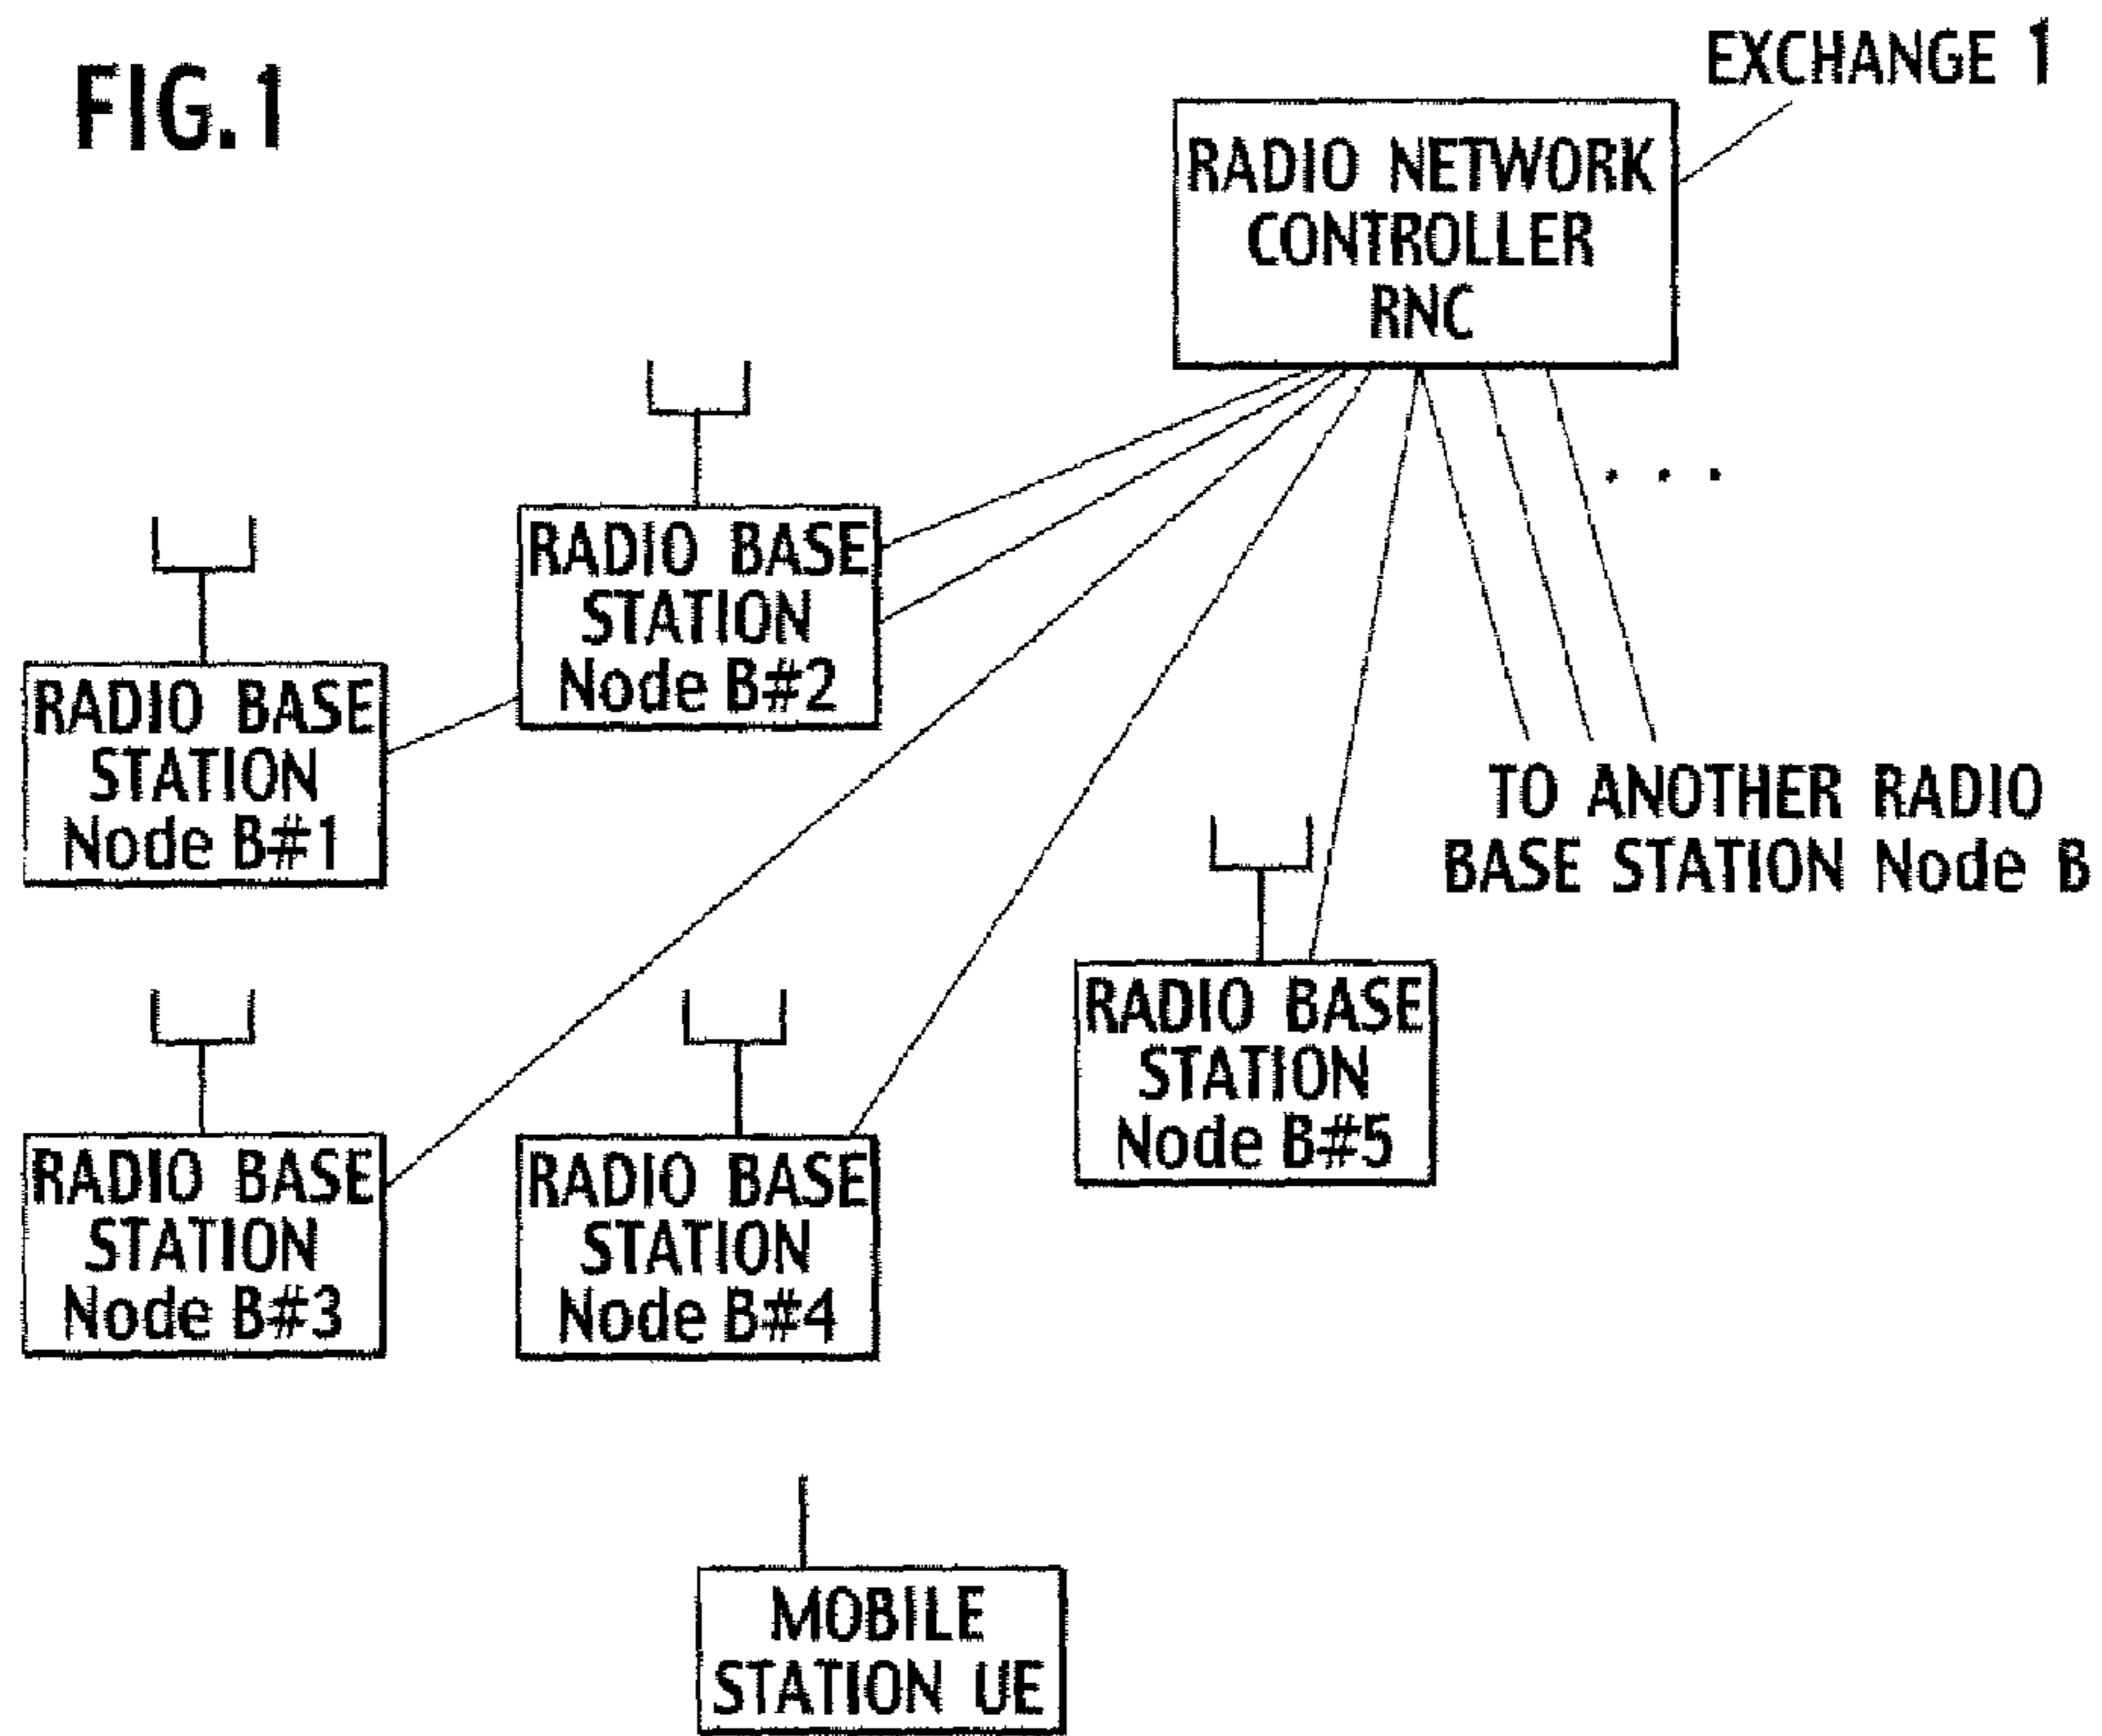 FIG.1
EXCHANGE 1
RADIO NETWORK
CONTROLLER
RNC
RADIO BASE
STATION
Node B#2
RADIO BASE
STATION
Node B#1
. . .
TO ANOTHER RADIO
BASE STATION Node B
RADIO BASE
STATION
Node B#5
RADIO BASE
STATION
Node B#3
RADIO BASE
STATION
Node B#4
MOBILE
STATION UE